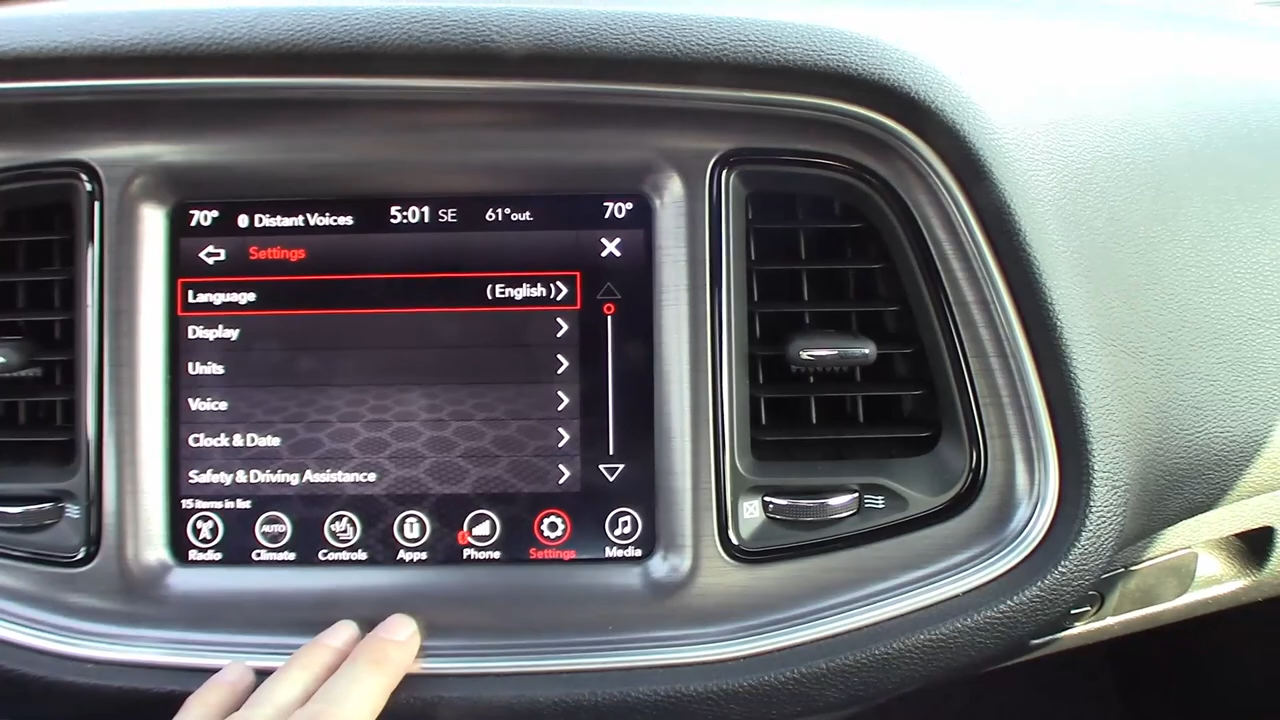 70° Distant Voices 5:01 SE 61°out. 70°
Settings
Language (English)
Display
Units
Voice
Clock & Date
Safety & Driving Assistance
15 items in list
AUTO
Radio Climate Controls Apps Phone Settings Media